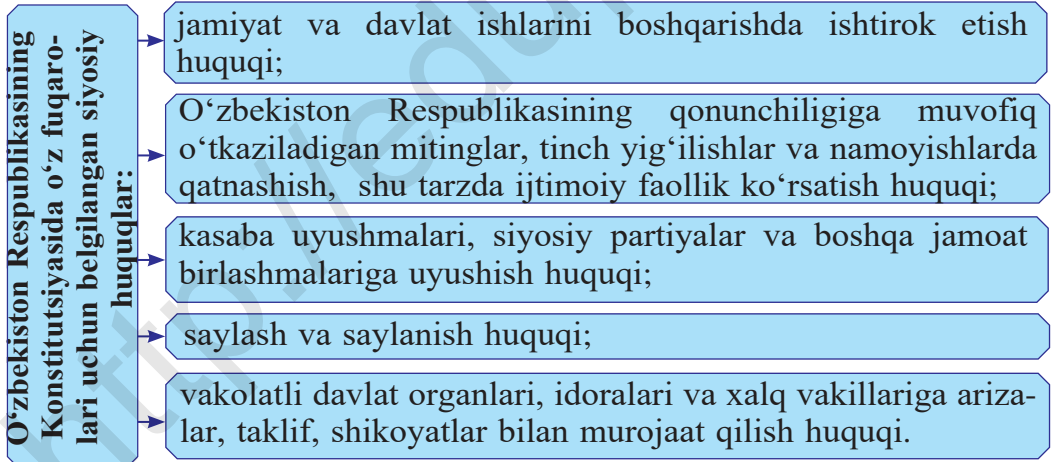 O‘zbekiston Respublikasining
Konstitutsiyasida o‘z fuqaro-
lari uchun belgilangan siyosiy
huquqlar:
jamiyat va davlat ishlarini boshqarishda ishtirok etish
huquqi;
O‘zbekiston Respublikasining qonunchiligiga muvofiq
o‘tkaziladigan mitinglar, tinch yig‘ilishlar va namoyishlarda
qatnashish, shu tarzda ijtimoiy faollik ko‘rsatish huquqi;
kasaba uyushmalari, siyosiy partiyalar va boshqa jamoat
birlashmalariga uyushish huquqi;
saylash va saylanish huquqi;
vakolatli davlat organlari, idoralari va xalq vakillariga ariza-
lar, taklif, shikoyatlar bilan murojaat qilish huquqi.
http://edu